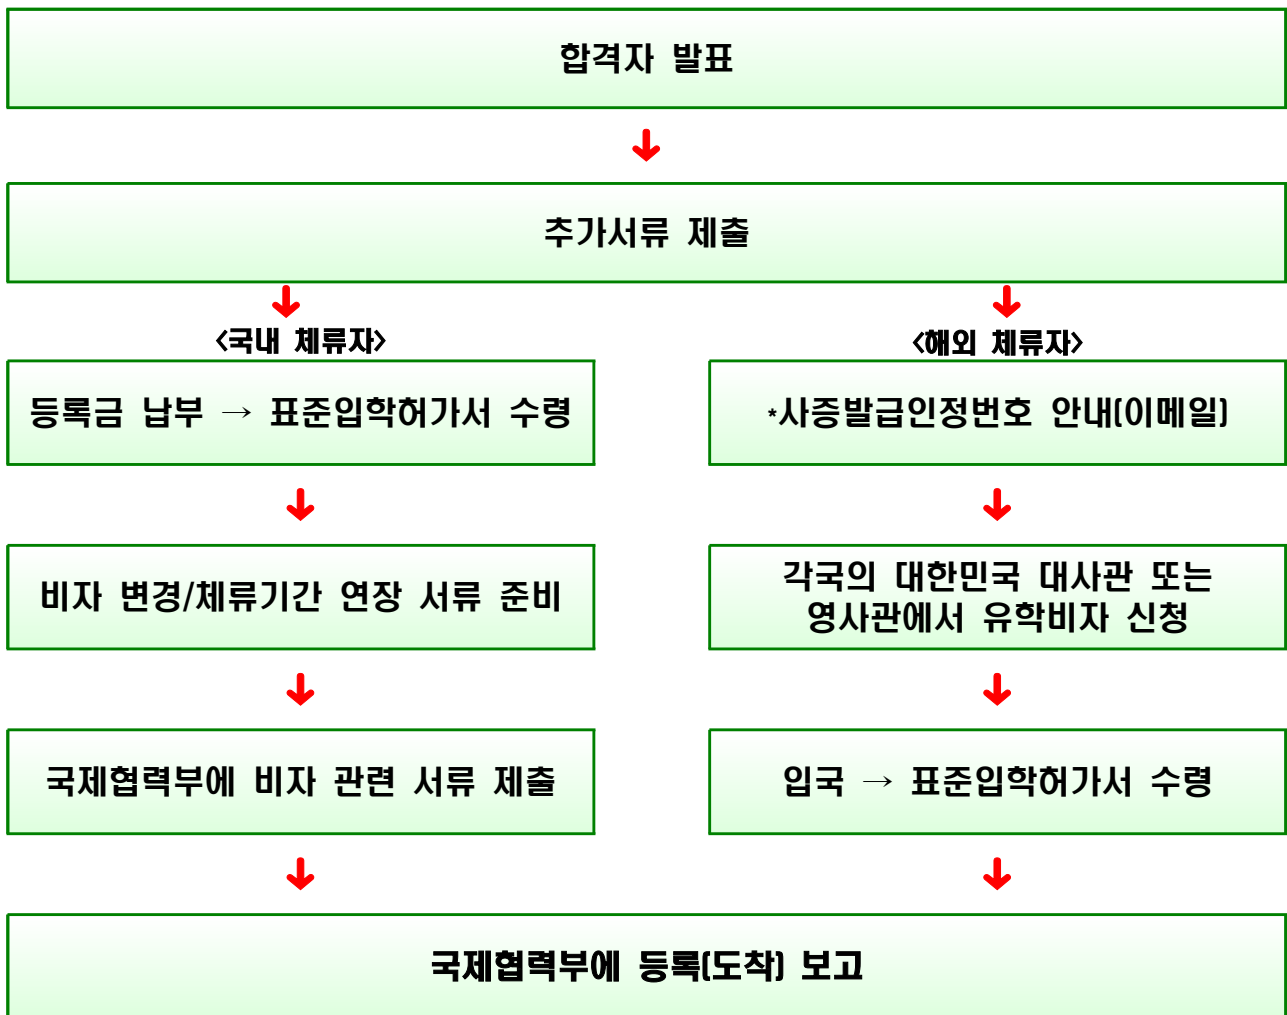 합격자 발표
추가서류 제출
<국내 체류자>
등록금 납부 → 표준입학허가서 수령
비자 변경/체류기간 연장 서류 준비
국제협력부에 비자 관련 서류 제출
<해외 체류자>
*사증발급인정번호 안내(이메일)
각국의 대한민국 대사관 또는
영사관에서 유학비자 신청
입국 → 표준입학허가서 수령
국제협력부에 등록(도착) 보고